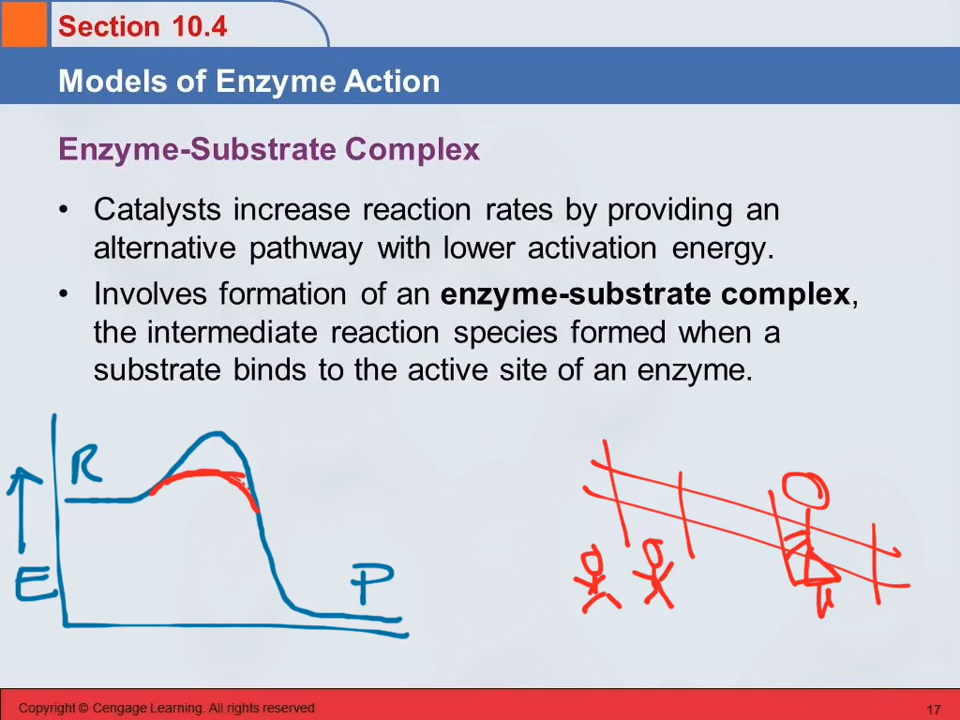 Section 10.4
Models of Enzyme Action
Enzyme-Substrate Complex
• Catalysts increase reaction rates by providing an
alternative pathway with lower activation energy.
• Involves formation of an enzyme-substrate complex,
the intermediate reaction species formed when a
substrate binds to the active site of an enzyme.
R
E
P
Copyright © Cengage Learning. All rights reserved
17